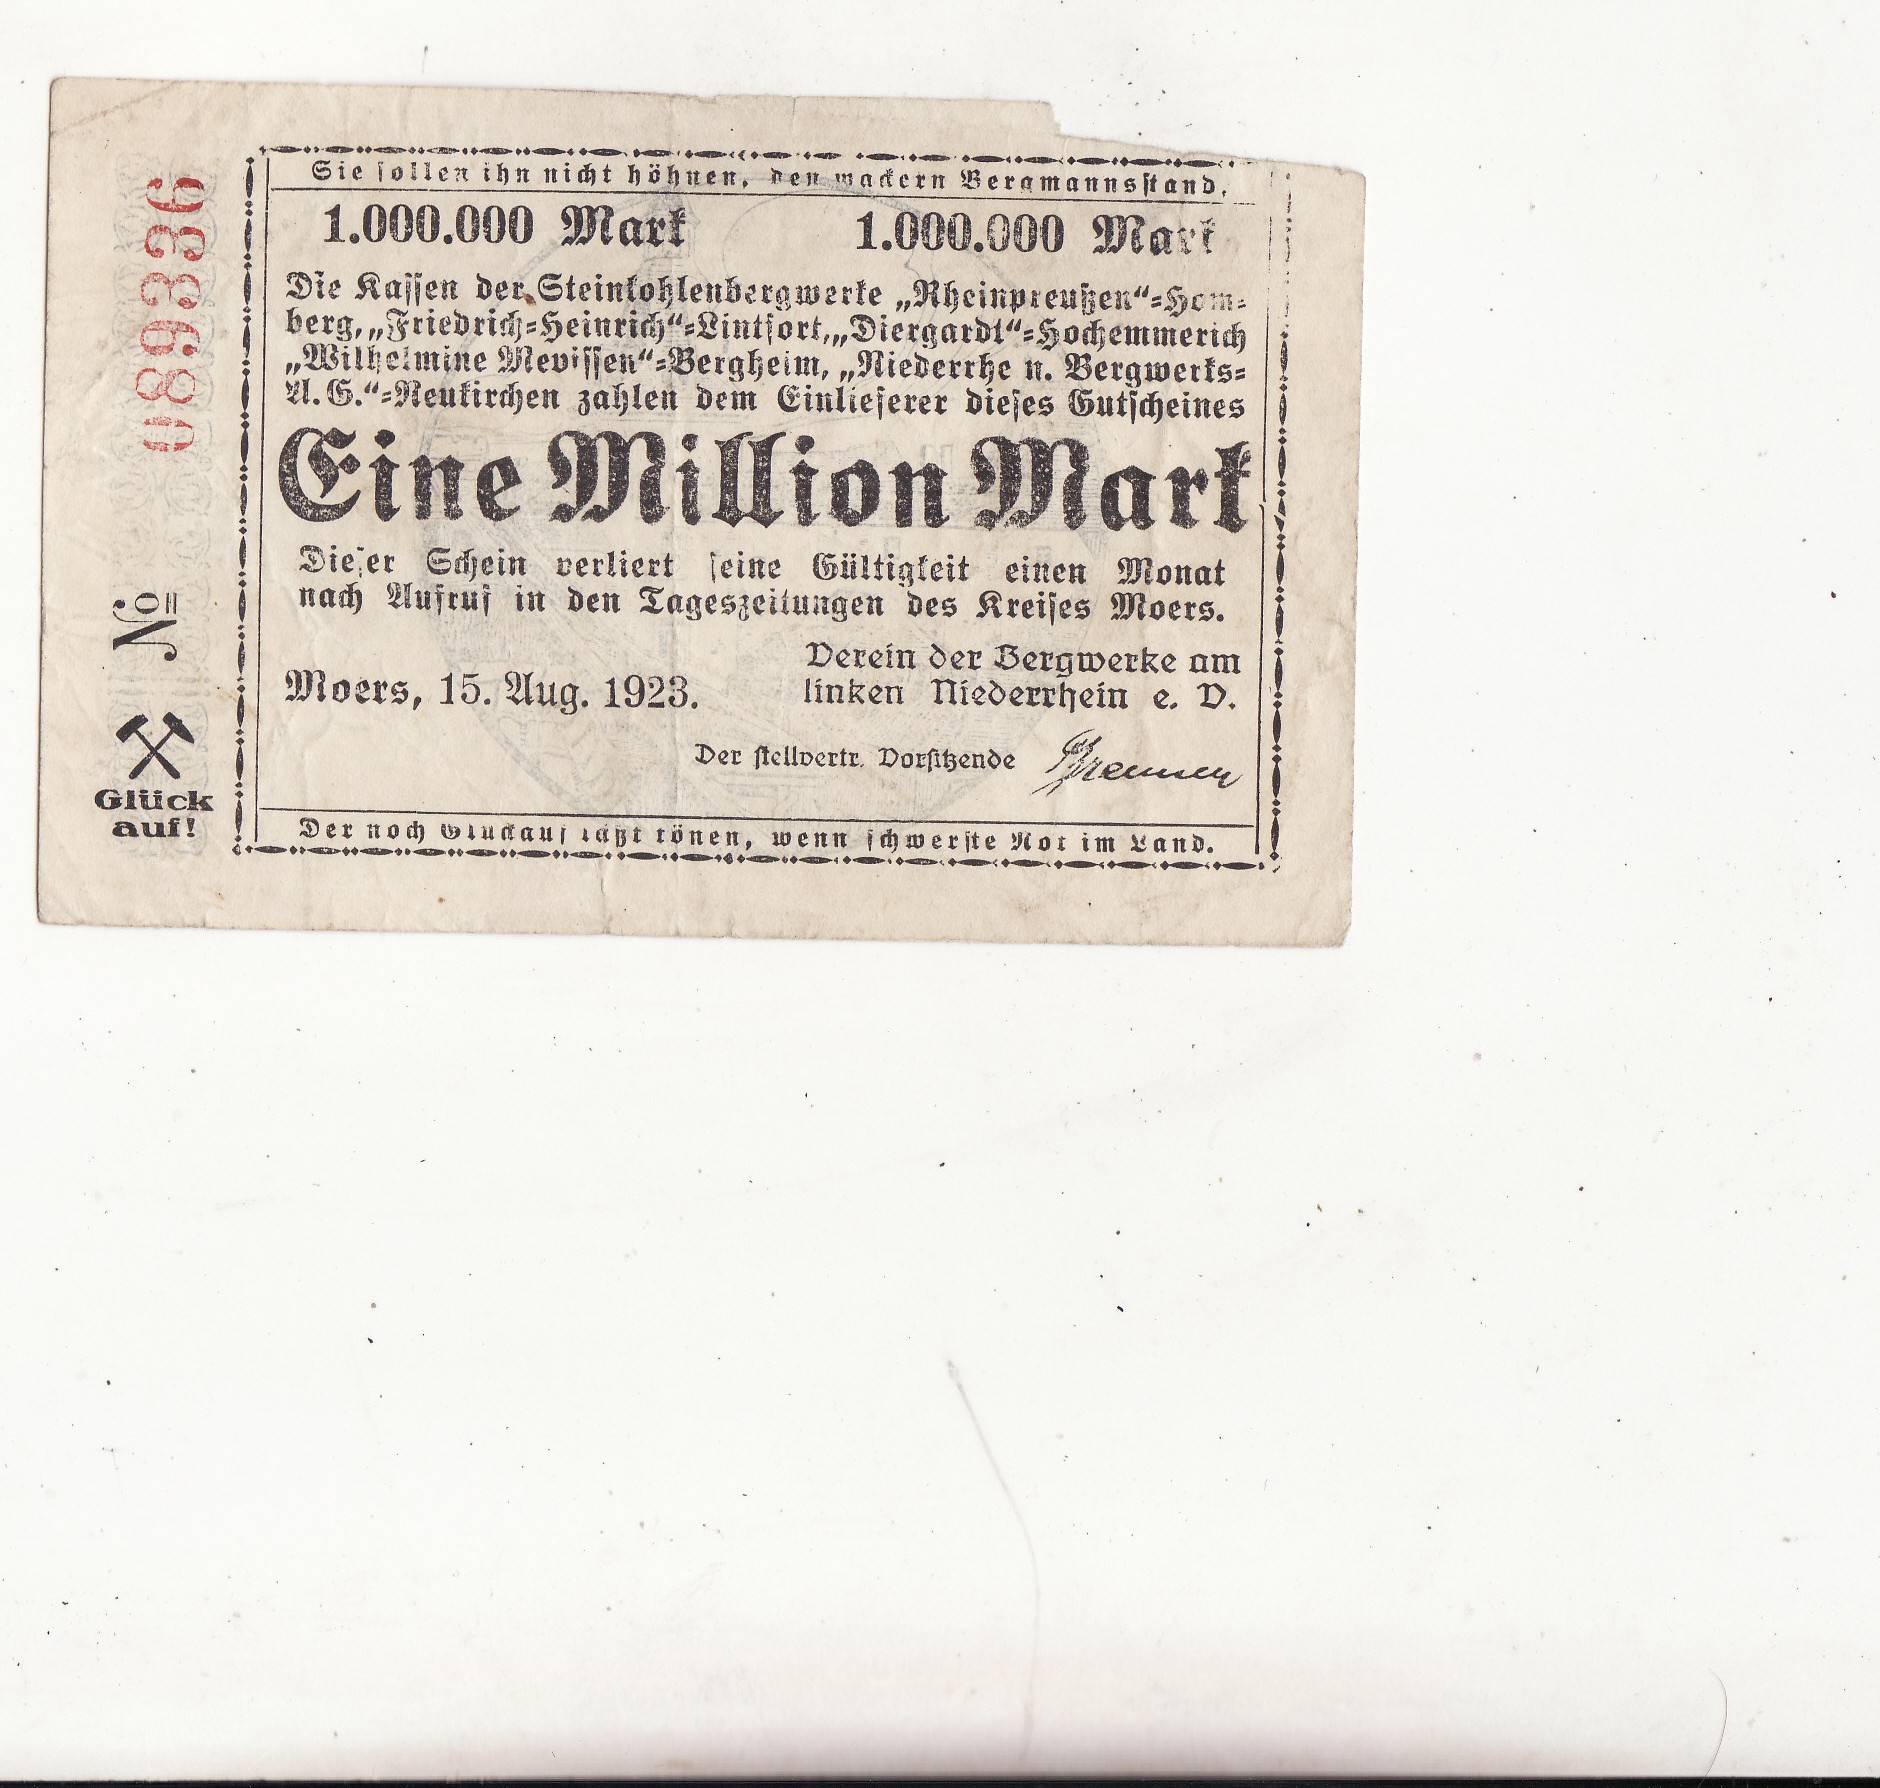 Sie sollen ihn nicht höhnen, den wackern Bergmannsstand,
1.000.000 Mark 1.000.000 Mark
Die Kassen der Steinkohlenbergwerke „Rheinpreußen“=Hom=
berg, „Friedrich=Heinrich“=Lintfort, „Diergardt“=Hochemmerich
„Wilhelmine Mevissen“=Bergheim, „Niederrhe n. Bergwerks=
A. G.“=Neukirchen zahlen dem Einlieferer dieses Gutscheines
Eine Million Mark
Dieser Schein verliert seine Gültigkeit einen Monat
nach Aufruf in den Tageszeitungen des Kreises Moers.
Moers, 15. Aug. 1923.
Verein der Bergwerke am
linken Niederrhein e. V.
Der stellvertr. Vorsitzende
Der noch Glückauf läßt tönen, wenn schwerste Not im Land.
№ 089336
Glück
auf!